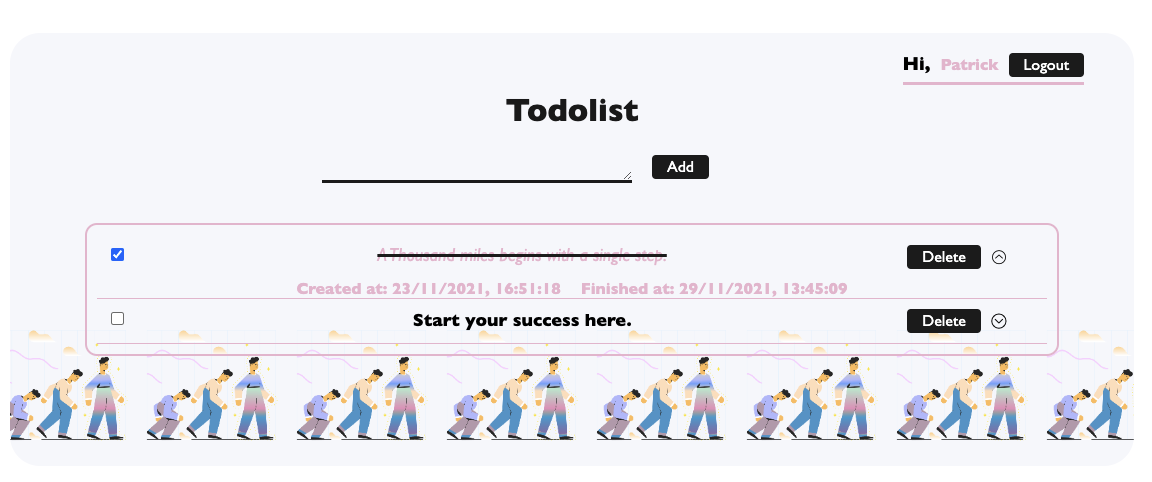 Hi, Patrick Logout
Todolist
Add
A Thousand miles begins with a single step. Delete
Created at: 23/11/2021, 16:51:18 Finished at: 29/11/2021, 13:45:09
Start your success here. Delete